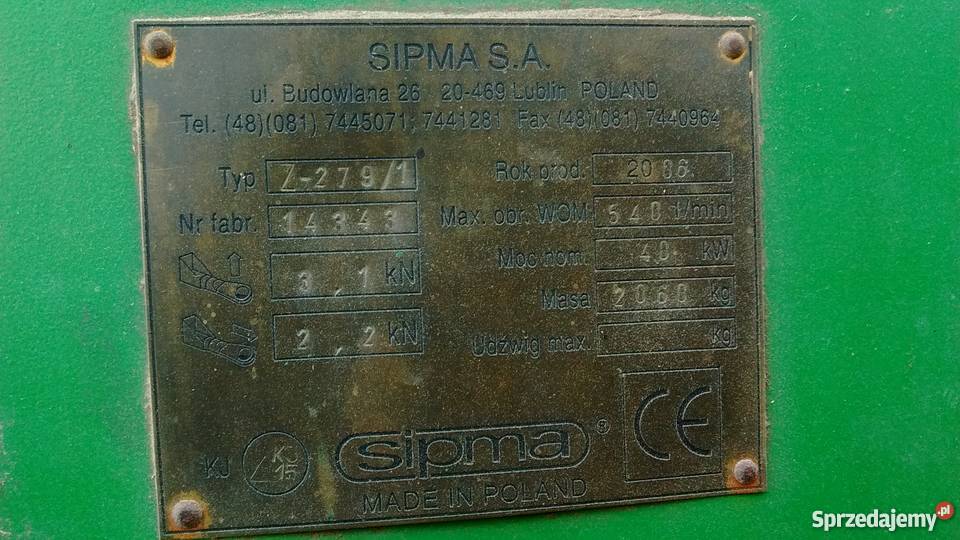 SIPMA S.A.
ul. Budowlana 26 20-469 Lublin POLAND
Tel. (48)(081) 7445071; 7441281 Fax (48)(081) 7440964
Typ Z-279/1
Nr fabr. 14343
3,1 kN
2,2 kN
Rok prod. 2006
Max. obr. WOM 540 1/min
Moc nom. 40 kW
Masa 2060 kg
Udźwig max. kg
KJ
KJ
15
sipma®
MADE IN POLAND
CE
Sprzedajemy.pl